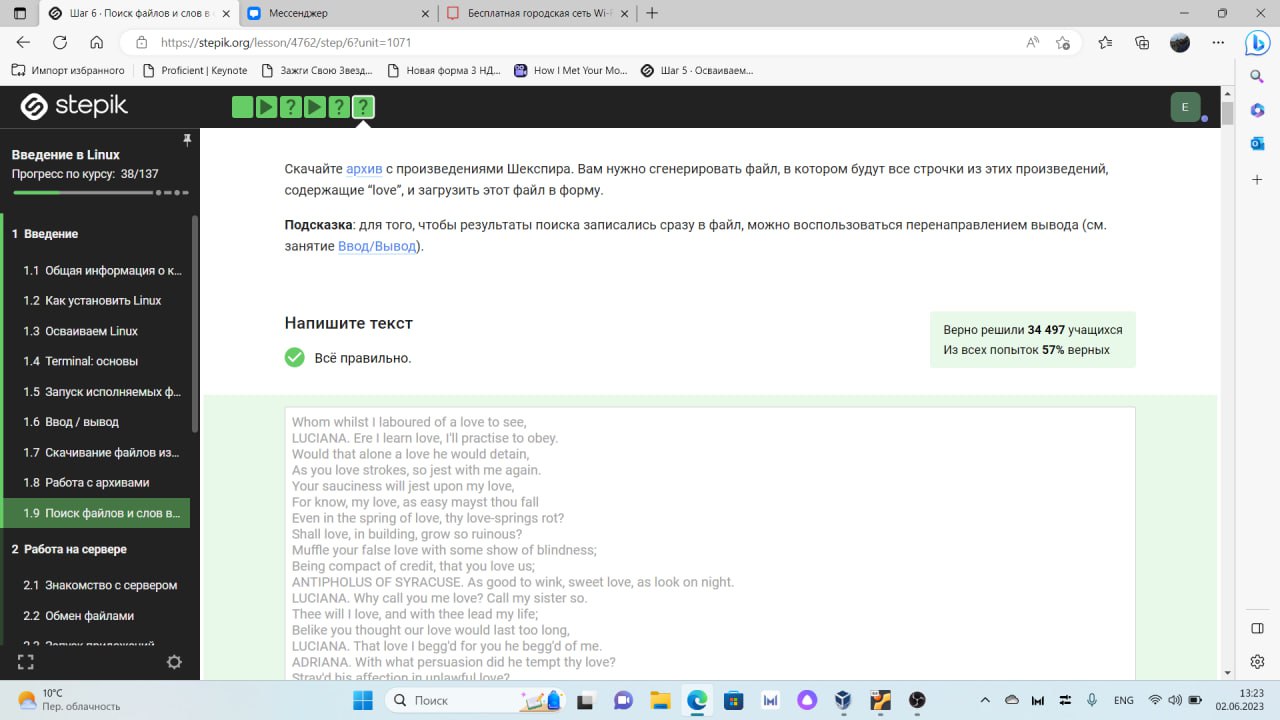 Шаг 6 · Поиск файлов и слов в
Мессенджер
Бесплатная городская сеть Wi-F
https://stepik.org/lesson/4762/step/6?unit=1071
Импорт избранного
Proficient | Keynote
Зажги Свою Звезд...
Новая форма 3 НД...
How I Met Your Mo...
Шаг 5 · Осваиваем...
stepik
? ? ?
E
Введение в Linux
Прогресс по курсу: 38/137
1 Введение
1.1 Общая информация о к...
1.2 Как установить Linux
1.3 Осваиваем Linux
1.4 Terminal: основы
1.5 Запуск исполняемых ф...
1.6 Ввод / вывод
1.7 Скачивание файлов из...
1.8 Работа с архивами
1.9 Поиск файлов и слов в...
2 Работа на сервере
2.1 Знакомство с сервером
2.2 Обмен файлами
Скачайте архив с произведениями Шекспира. Вам нужно сгенерировать файл, в котором будут все строчки из этих произведений,
содержащие “love”, и загрузить этот файл в форму.
Подсказка: для того, чтобы результаты поиска записались сразу в файл, можно воспользоваться перенаправлением вывода (см.
занятие Ввод/Вывод).
Напишите текст
Всё правильно.
Верно решили 34 497 учащихся
Из всех попыток 57% верных
Whom whilst I laboured of a love to see,
LUCIANA. Ere I learn love, I'll practise to obey.
Would that alone a love he would detain,
As you love strokes, so jest with me again.
Your sauciness will jest upon my love,
For know, my love, as easy mayst thou fall
Even in the spring of love, thy love-springs rot?
Shall love, in building, grow so ruinous?
Muffle your false love with some show of blindness;
Being compact of credit, that you love us;
ANTIPHOLUS OF SYRACUSE. As good to wink, sweet love, as look on night.
LUCIANA. Why call you me love? Call my sister so.
Thee will I love, and with thee lead my life;
Belike you thought our love would last too long,
LUCIANA. That love I begg'd for you he begg'd of me.
ADRIANA. With what persuasion did he tempt thy love?
Stray'd his affection in unlawful love?
10°C
Пер. облачность
Поиск
ENG
13:23
02.06.2023